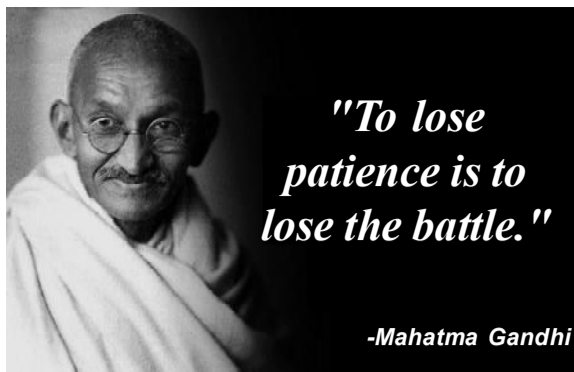 "To lose
patience is to
lose the battle."
-Mahatma Gandhi